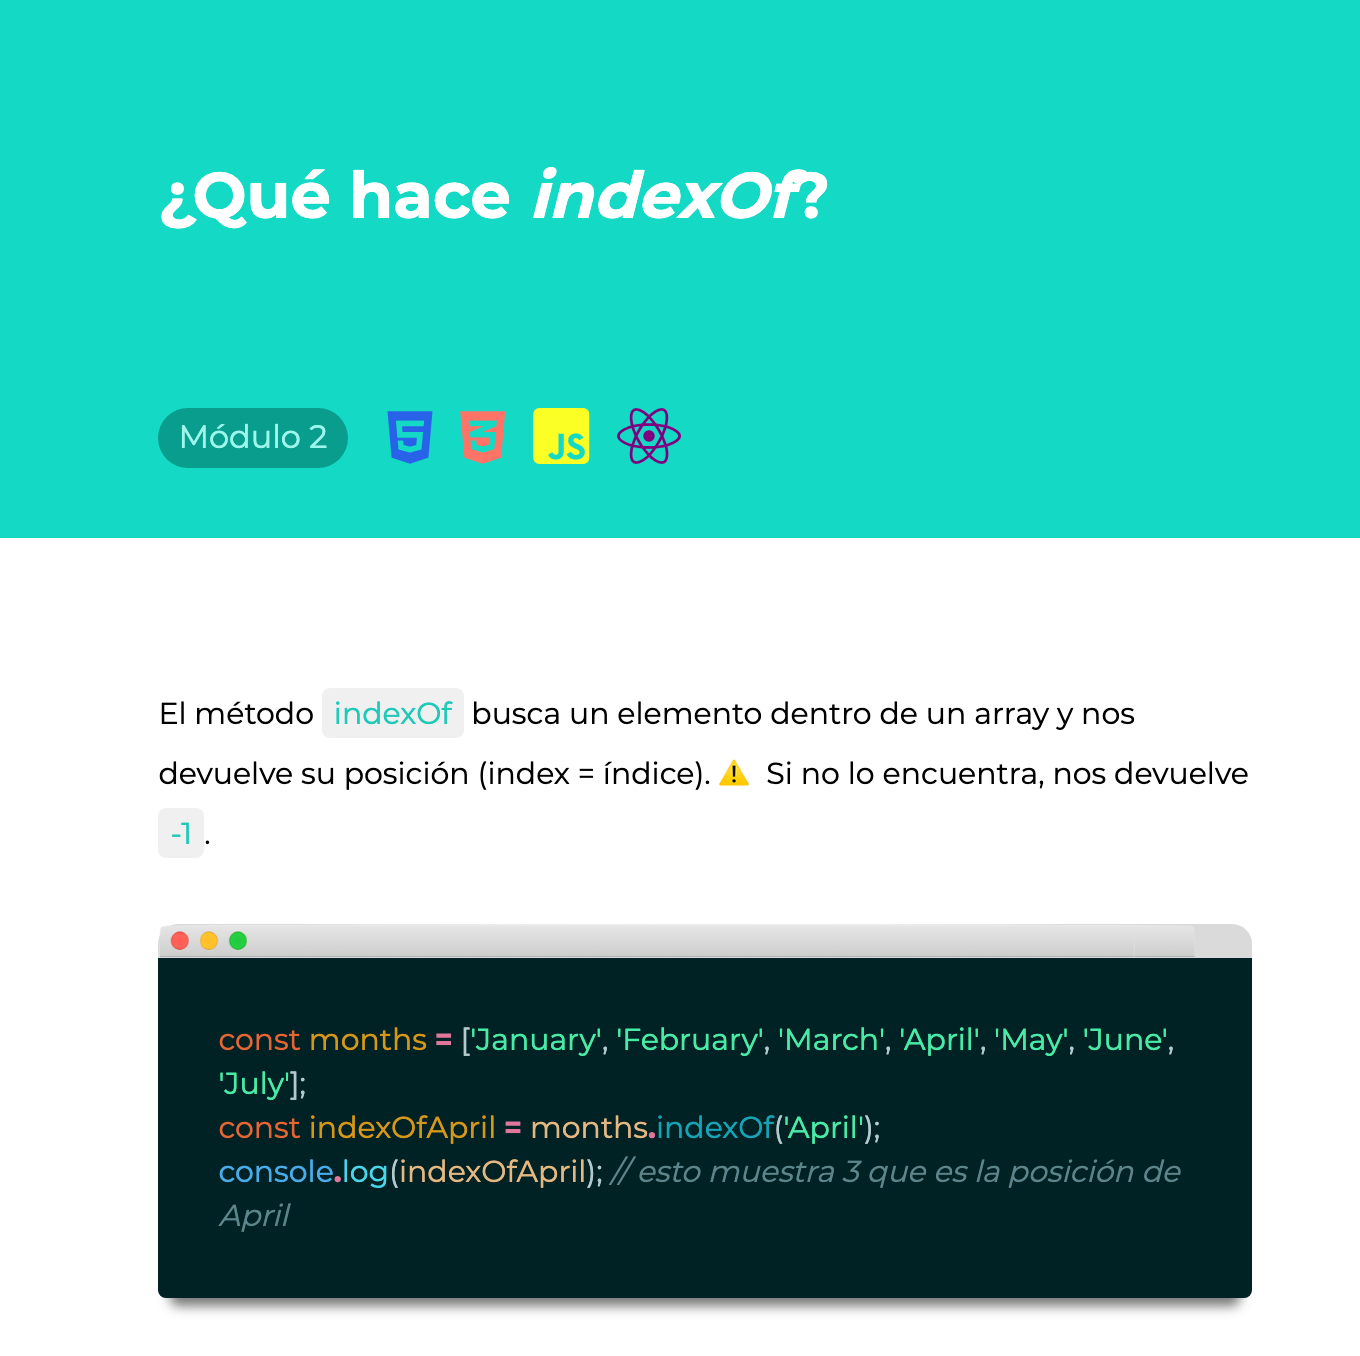 ¿Qué hace indexOf?
Módulo 2
JS
El método indexOf busca un elemento dentro de un array y nos
devuelve su posición (index = índice). ⚠️ Si no lo encuentra, nos devuelve
-1.
const months = ['January', 'February', 'March', 'April', 'May', 'June',
'July'];
const indexOfApril = months.indexOf('April');
console.log(indexOfApril); // esto muestra 3 que es la posición de
April